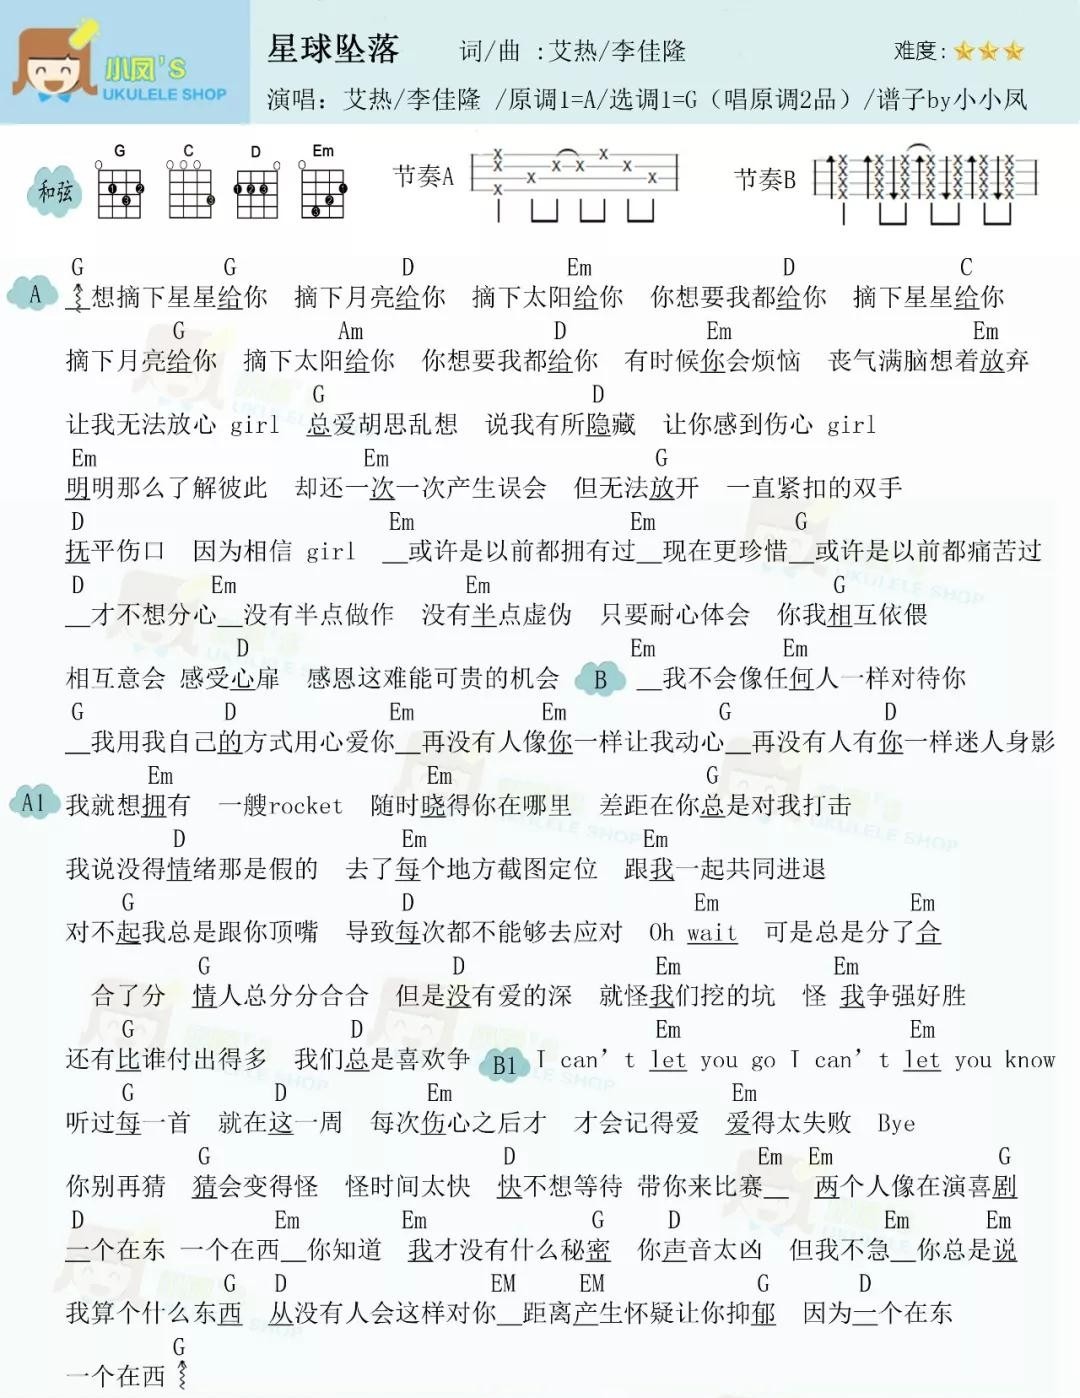 小凤's
UKULELE SHOP
星球坠落 词/曲 :艾热/李佳隆 难度:
演唱: 艾热/李佳隆 /原调1=A/选调1=G（唱原调2品）/谱子by小小凤
和弦 G C D Em 节奏A 节奏B
G G D Em D C
A __想摘下星星给你 摘下月亮给你 摘下太阳给你 你想要我都给你 摘下星星给你
G Am D Em Em
摘下月亮给你 摘下太阳给你 你想要我都给你 有时候你会烦恼 丧气满脑想着放弃
G D
让我无法放心 girl 总爱胡思乱想 说我有所隐藏 让你感到伤心 girl
Em Em G
明明那么了解彼此 却还一次一次产生误会 但无法放开 一直紧扣的双手
D Em Em G
抚平伤口 因为相信 girl __或许是以前都拥有过__现在更珍惜__或许是以前都痛苦过
D Em Em G
__才不想分心__没有半点做作 没有半点虚伪 只要耐心体会 你我相互依偎
D Em Em
相互意会 感受心扉 感恩这难能可贵的机会 B __我不会像任何人一样对待你
G D Em Em G D
__我用我自己的方式用心爱你__再没有人像你一样让我动心__再没有人有你一样迷人身影
Em Em G
A1 我就想拥有 一艘rocket 随时晓得你在哪里 差距在你总是对我打击
D Em Em
我说没得情绪那是假的 去了每个地方截图定位 跟我一起共同进退
G D Em Em
对不起我总是跟你顶嘴 导致每次都不能够去应对 Oh wait 可是总是分了合
G D Em Em
合了分 情人总分分合合 但是没有爱的深 就怪我们挖的坑 怪 我争强好胜
G D Em Em
还有比谁付出得多 我们总是喜欢争 B1 I can't let you go I can't let you know
G D Em Em
听过每一首 就在这一周 每次伤心之后才 才会记得爱 爱得太失败 Bye
G D Em Em G
你别再猜 猜会变得怪 怪时间太快 快不想等待 带你来比赛__ 两个人像在演喜剧
D Em Em G D Em Em
一个在东 一个在西__你知道 我才没有什么秘密 你声音太凶 但我不急__你总是说
G D EM EM G D
我算个什么东西 从没有人会这样对你__距离产生怀疑让你抑郁 因为一个在东
G
一个在西